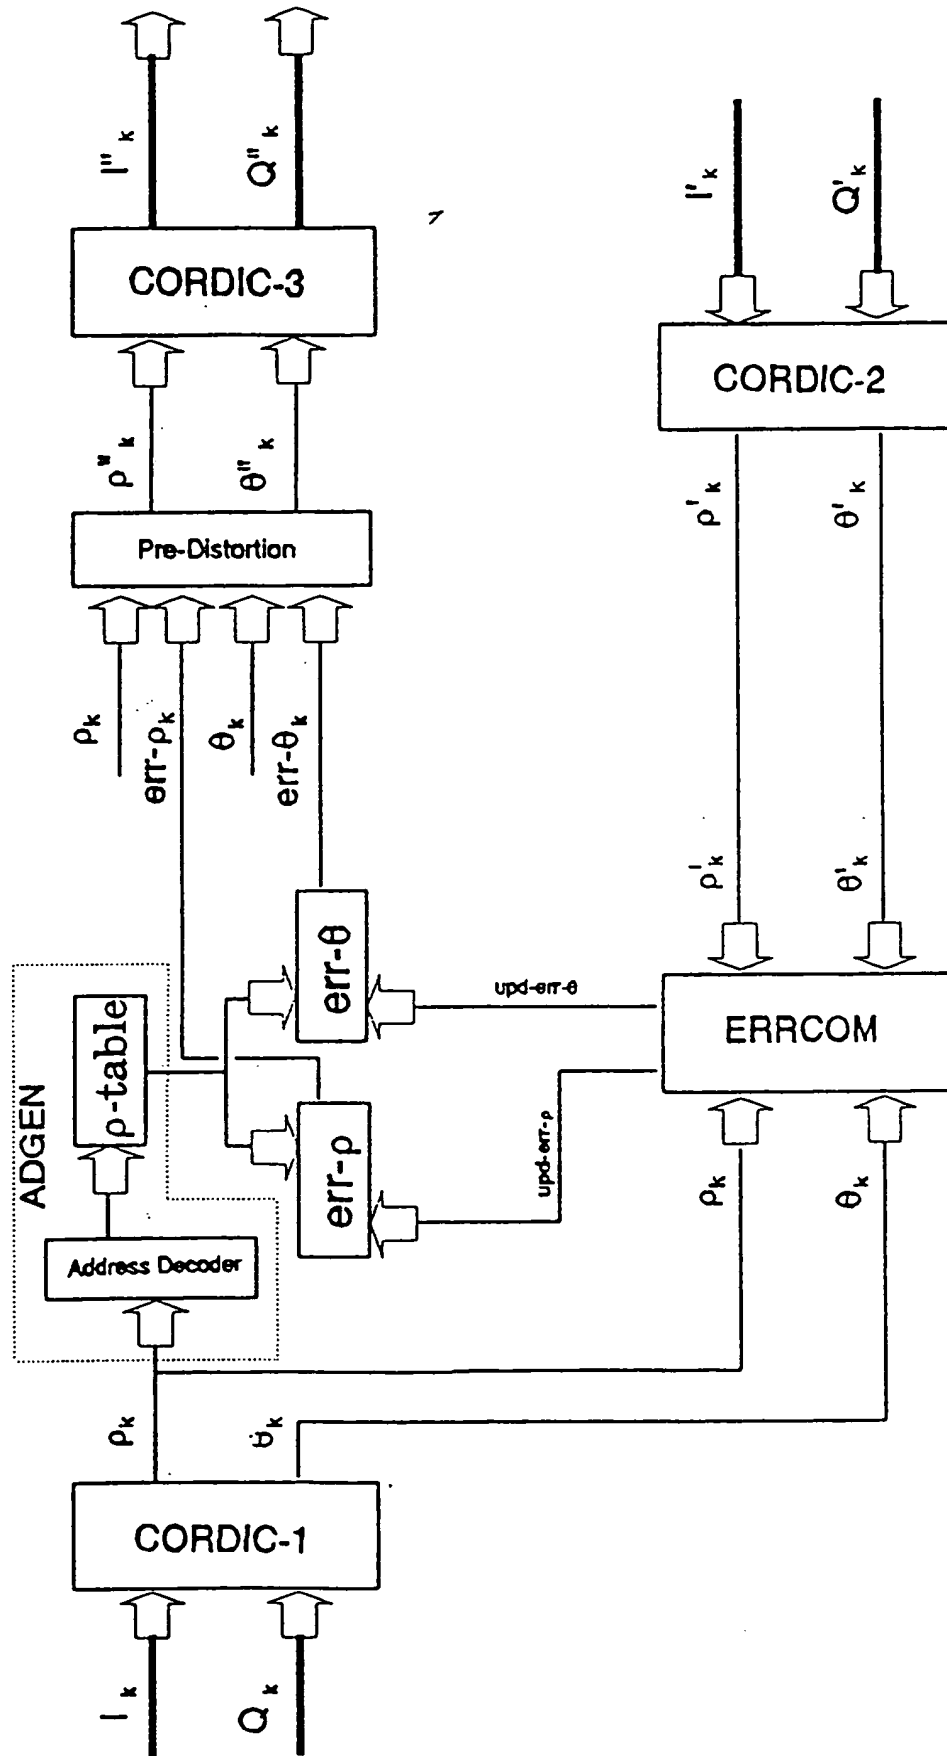 I"k
Q"k
CORDIC-3
I'k
Q'k
CORDIC-2
ρ"k
θ"k
ρ'k
θ'k
Pre-Distortion
ρk
err-ρk
θk
err-θk
ρ'k
θ'k
ADGEN
ρ-table
err-θ
upd-err-θ
ERRCOM
err-ρ
upd-err-ρ
Address Decoder
ρk
θk
ρk
θk
CORDIC-1
Ik
Qk